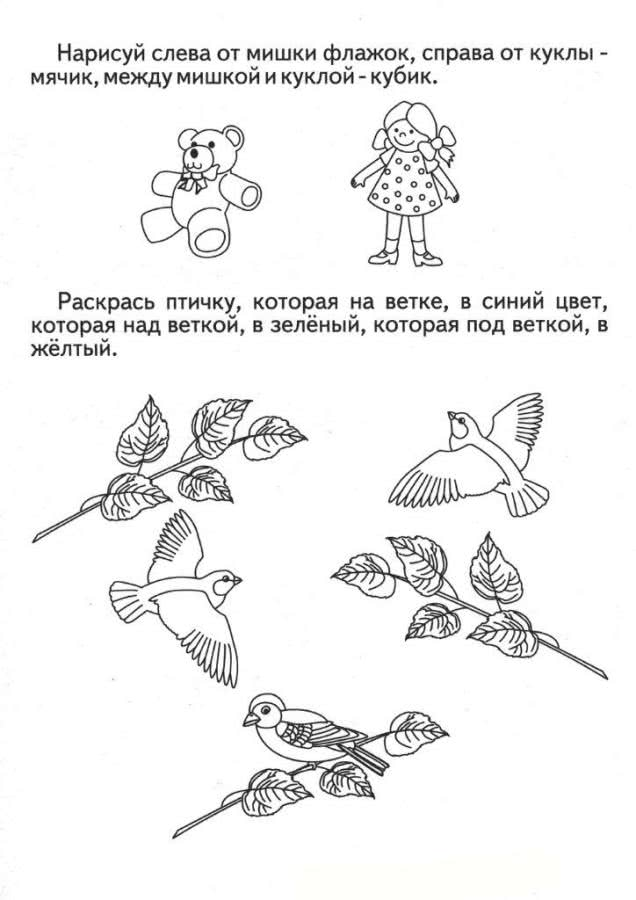 Нарисуй слева от мишки флажок, справа от куклы -
мячик, между мишкой и куклой - кубик.
Раскрась птичку, которая на ветке, в синий цвет,
которая над веткой, в зелёный, которая под веткой, в
жёлтый.